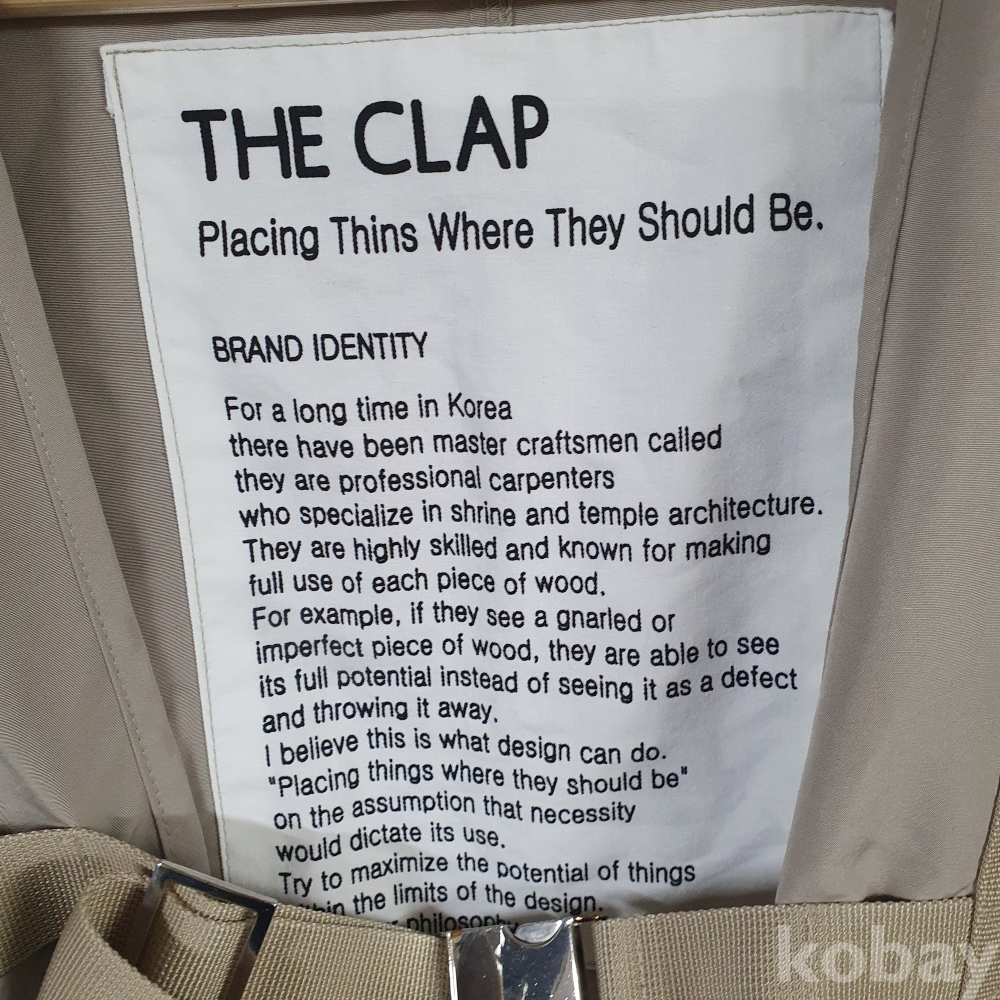 THE CLAP
Placing Thins Where They Should Be.
BRAND IDENTITY
For a long time in Korea
there have been master craftsmen called
they are professional carpenters
who specialize in shrine and temple architecture.
They are highly skilled and known for making
full use of each piece of wood.
For example, if they see a gnarled or
imperfect piece of wood, they are able to see
its full potential instead of seeing it as a defect
and throwing it away.
I believe this is what design can do.
"Placing things where they should be"
on the assumption that necessity
would dictate its use.
Try to maximize the potential of things
the limits of the design.
philosophy
kobay